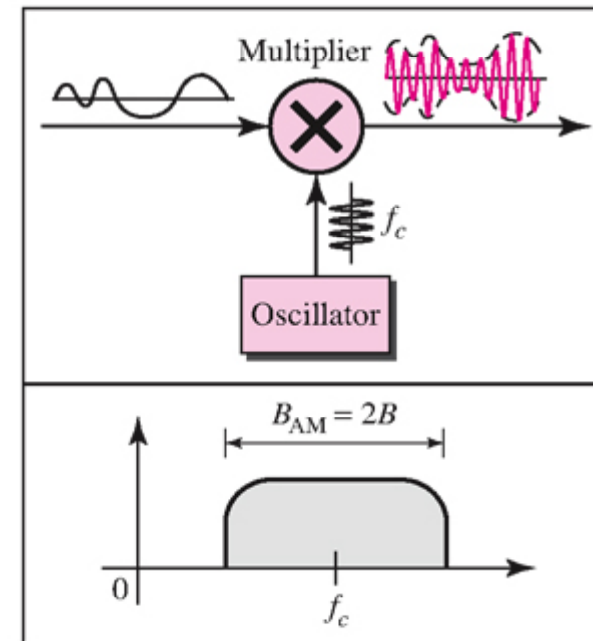 Multiplier
f_c
Oscillator
B_AM = 2B
0
f_c